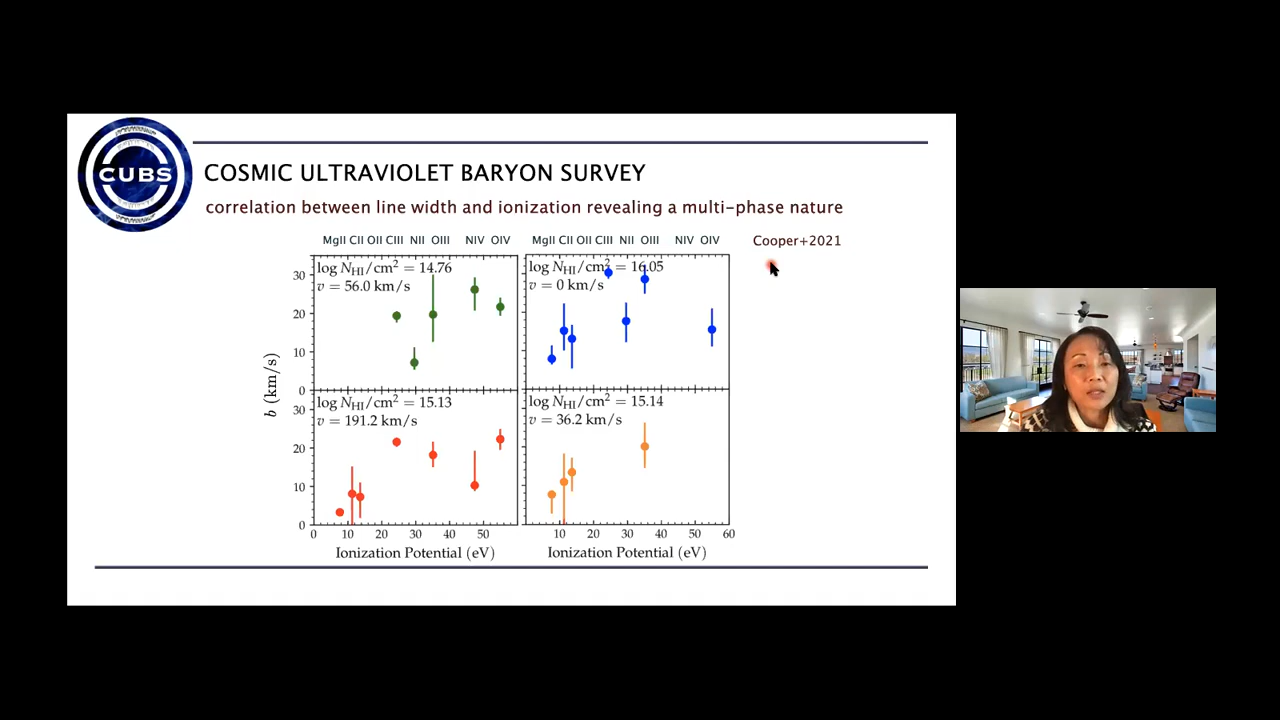 CUBS
COSMIC ULTRAVIOLET BARYON SURVEY
correlation between line width and ionization revealing a multi-phase nature
Cooper+2021
MgII CII OII CIII NII OIII NIV OIV
MgII CII OII CIII NII OIII NIV OIV
log N_HI/cm² = 14.76
v = 56.0 km/s
log N_HI/cm² = 16.05
v = 0 km/s
log N_HI/cm² = 15.13
v = 191.2 km/s
log N_HI/cm² = 15.14
v = 36.2 km/s
b (km/s)
30
20
10
0
30
20
10
0
0 10 20 30 40 50
10 20 30 40 50 60
Ionization Potential (eV)
Ionization Potential (eV)